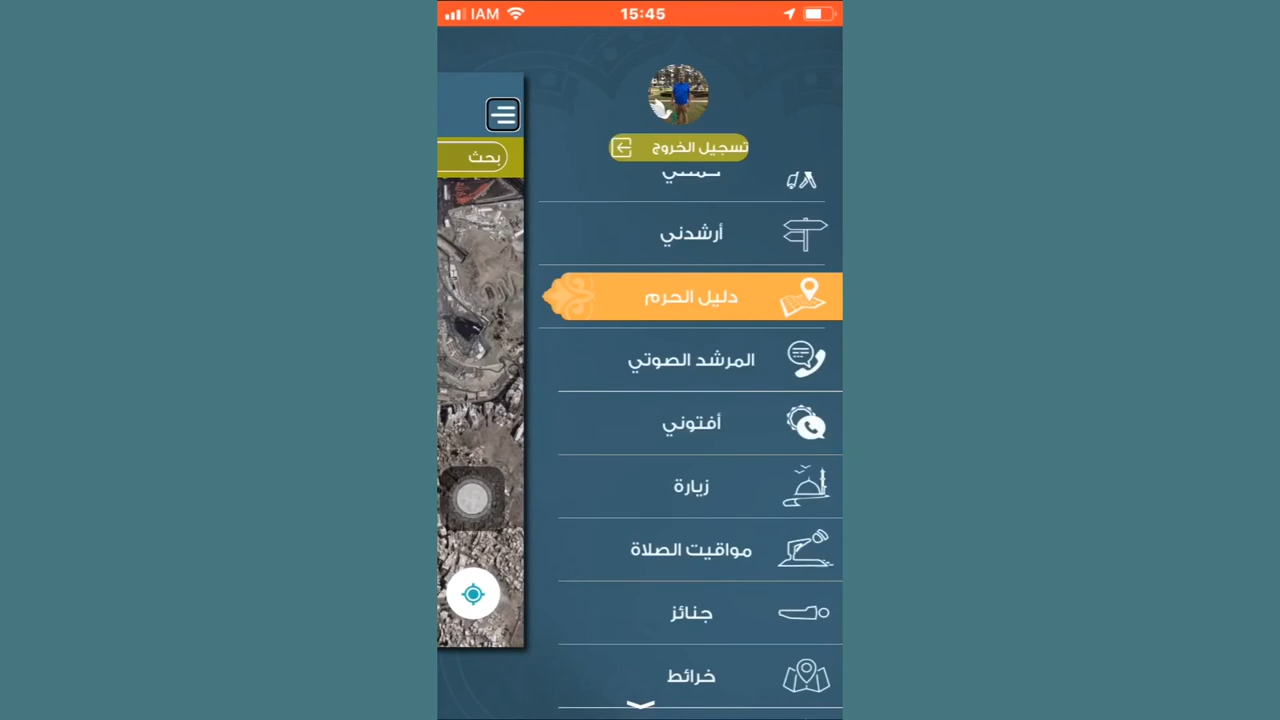 IAM
15:45
تسجيل الخروج
بحث
أرشدني
دليل الحرم
المرشد الصوتي
أفتوني
زيارة
مواقيت الصلاة
جنائز
خرائط